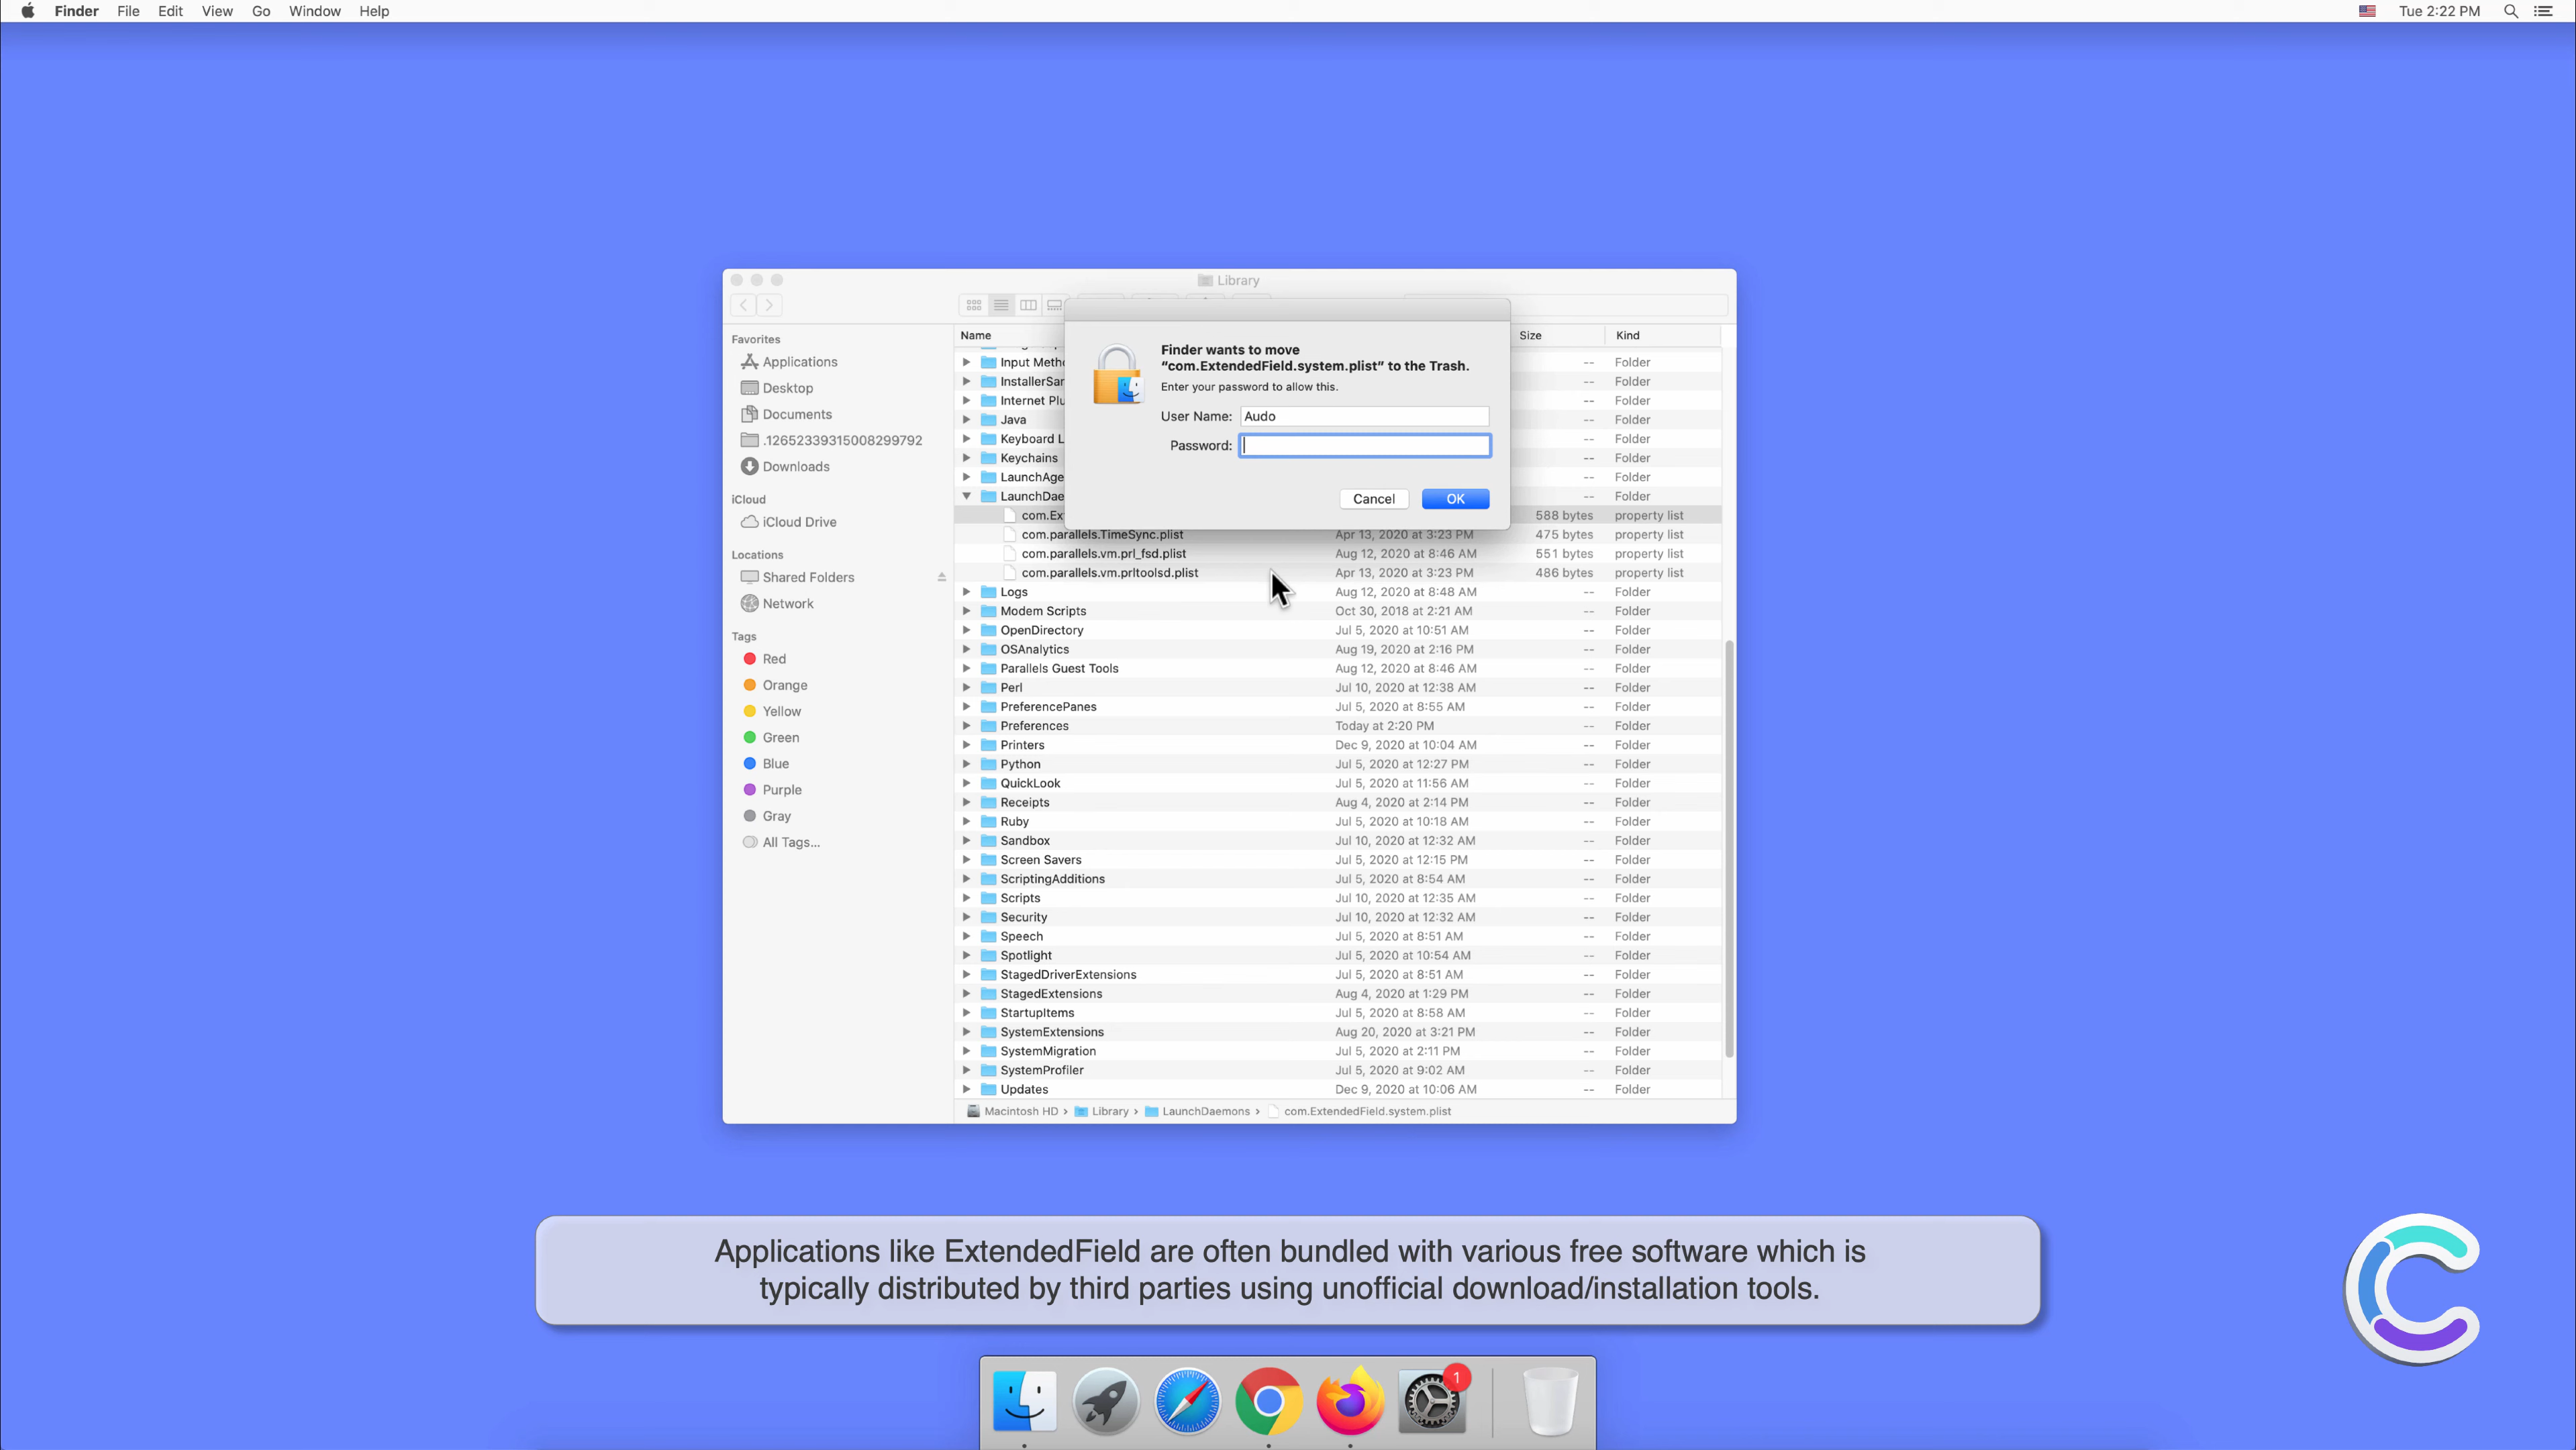 Finder File Edit View Go Window Help
Tue 2:22 PM
Library
Favorites
Applications
Desktop
Documents
.12652339315008299792
Downloads
iCloud
iCloud Drive
Locations
Shared Folders
Network
Tags
Red
Orange
Yellow
Green
Blue
Purple
Gray
All Tags...
Name Size Kind
Finder wants to move
“com.ExtendedField.system.plist” to the Trash.
Enter your password to allow this.
User Name: Audo
Password:
Cancel OK
Input Meth -- Folder
InstallerSa -- Folder
Internet Plu -- Folder
Java -- Folder
Keyboard L -- Folder
Keychains -- Folder
LaunchAge -- Folder
LaunchDae -- Folder
com.Ex 588 bytes property list
com.parallels.TimeSync.plist Apr 13, 2020 at 3:23 PM 475 bytes property list
com.parallels.vm.prl_fsd.plist Aug 12, 2020 at 8:46 AM 551 bytes property list
com.parallels.vm.prltoolsd.plist Apr 13, 2020 at 3:23 PM 486 bytes property list
Logs Aug 12, 2020 at 8:48 AM -- Folder
Modem Scripts Oct 30, 2018 at 2:21 AM -- Folder
OpenDirectory Jul 5, 2020 at 10:51 AM -- Folder
OSAnalytics Aug 19, 2020 at 2:16 PM -- Folder
Parallels Guest Tools Aug 12, 2020 at 8:46 AM -- Folder
Perl Jul 10, 2020 at 12:38 AM -- Folder
PreferencePanes Jul 5, 2020 at 8:55 AM -- Folder
Preferences Today at 2:20 PM -- Folder
Printers Dec 9, 2020 at 10:04 AM -- Folder
Python Jul 5, 2020 at 12:27 PM -- Folder
QuickLook Jul 5, 2020 at 11:56 AM -- Folder
Receipts Aug 4, 2020 at 2:14 PM -- Folder
Ruby Jul 5, 2020 at 10:18 AM -- Folder
Sandbox Jul 10, 2020 at 12:32 AM -- Folder
Screen Savers Jul 5, 2020 at 12:15 PM -- Folder
ScriptingAdditions Jul 5, 2020 at 8:54 AM -- Folder
Scripts Jul 10, 2020 at 12:35 AM -- Folder
Security Jul 10, 2020 at 12:32 AM -- Folder
Speech Jul 5, 2020 at 8:51 AM -- Folder
Spotlight Jul 5, 2020 at 10:54 AM -- Folder
StagedDriverExtensions Jul 5, 2020 at 8:51 AM -- Folder
StagedExtensions Aug 4, 2020 at 1:29 PM -- Folder
StartupItems Jul 5, 2020 at 8:58 AM -- Folder
SystemExtensions Aug 20, 2020 at 3:21 PM -- Folder
SystemMigration Jul 5, 2020 at 2:11 PM -- Folder
SystemProfiler Jul 5, 2020 at 9:02 AM -- Folder
Updates Dec 9, 2020 at 10:06 AM -- Folder
Macintosh HD › Library › LaunchDaemons › com.ExtendedField.system.plist
Applications like ExtendedField are often bundled with various free software which is
typically distributed by third parties using unofficial download/installation tools.
1